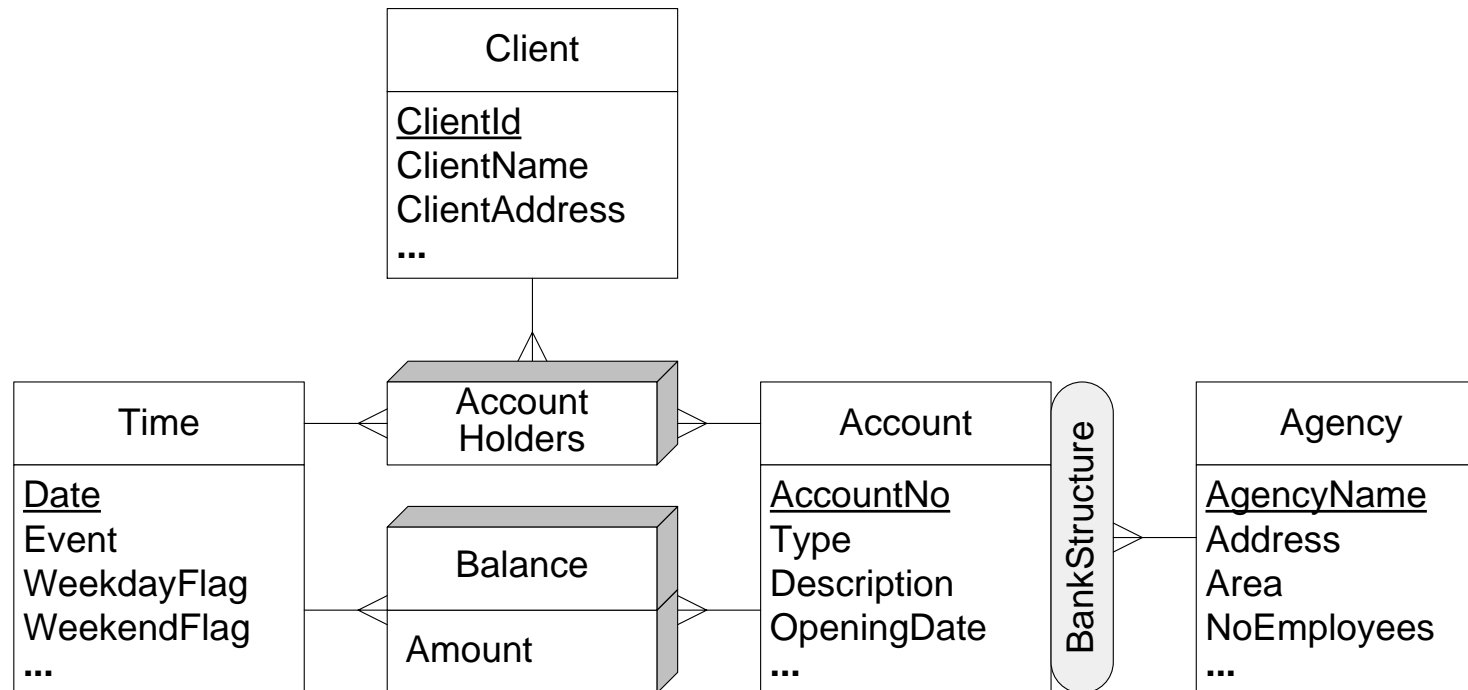 Client
ClientId
ClientName
ClientAddress
...
Time
Date
Event
WeekdayFlag
WeekendFlag
...
Account
Holders
Balance
Amount
Account
AccountNo
Type
Description
OpeningDate
...
BankStructure
Agency
AgencyName
Address
Area
NoEmployees
...